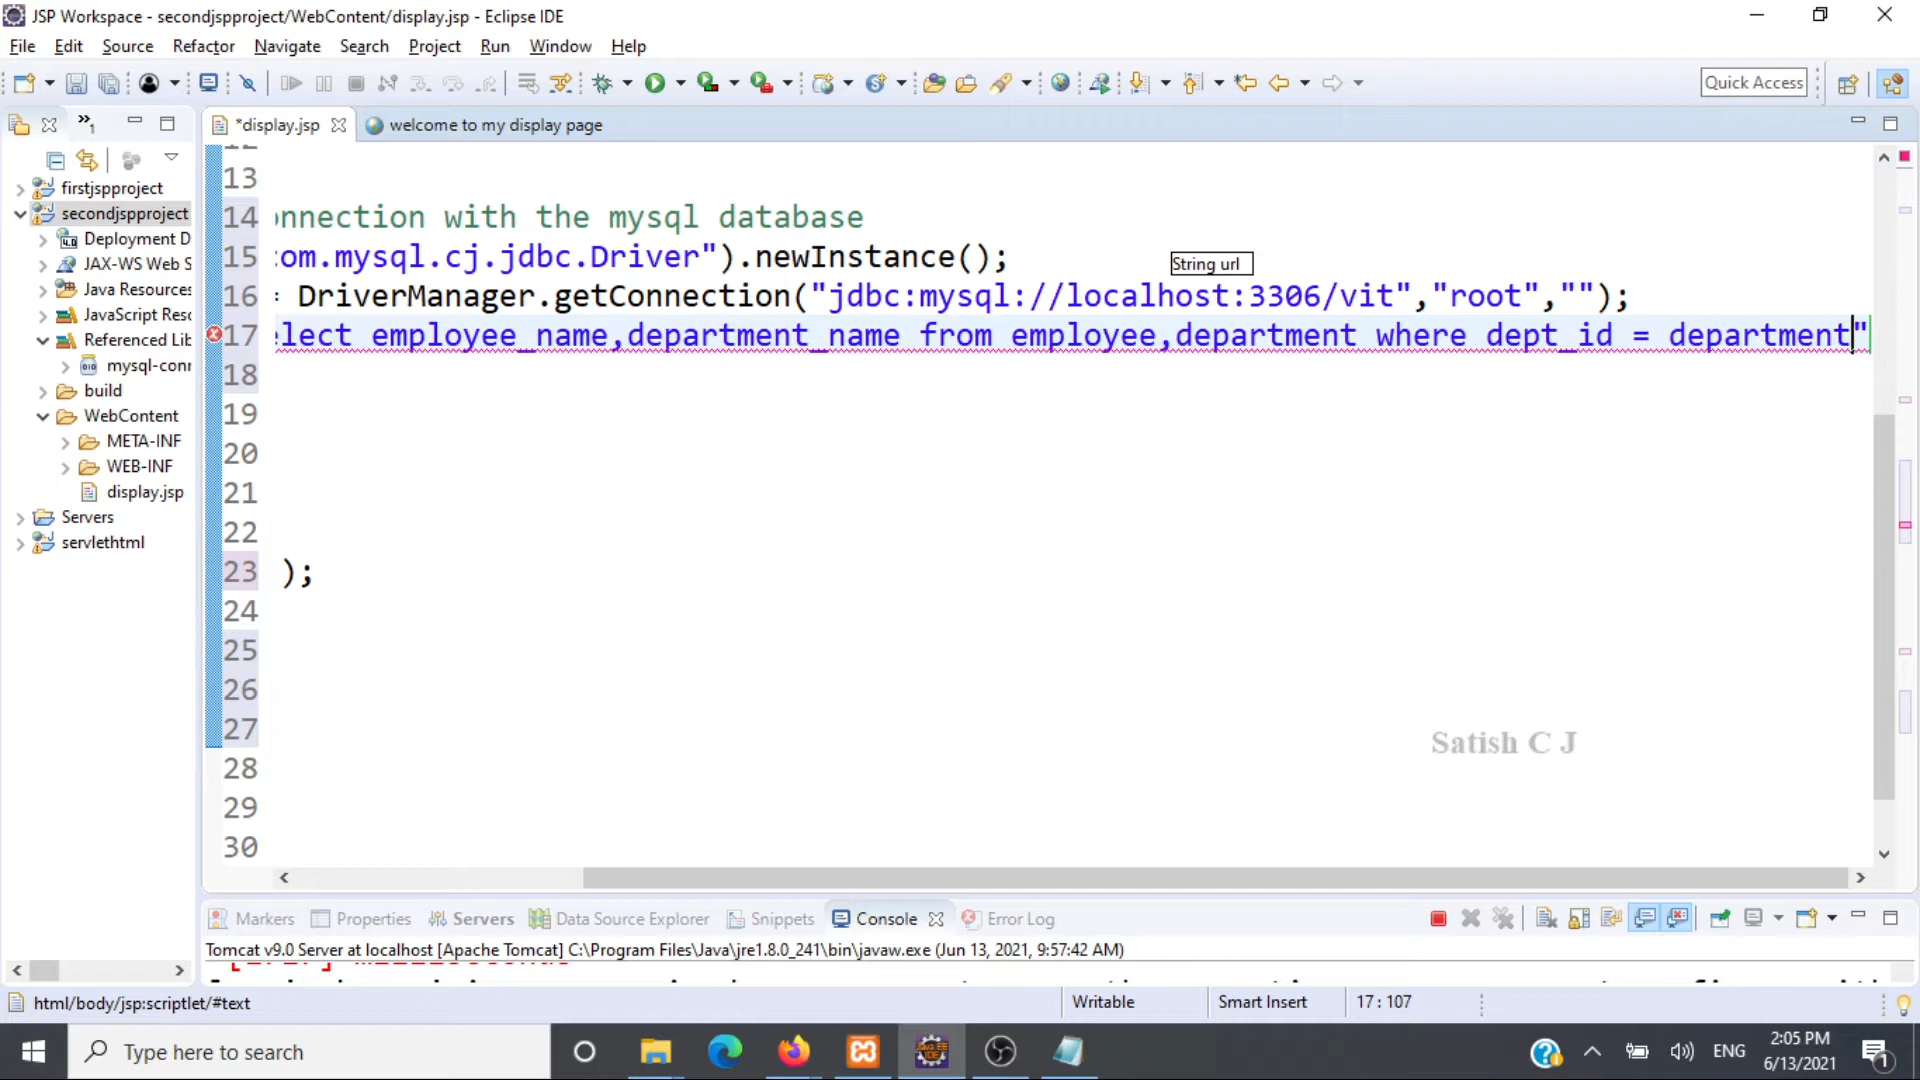 JSP Workspace - secondjspproject/WebContent/display.jsp - Eclipse IDE
File Edit Source Refactor Navigate Search Project Run Window Help
Quick Access
*display.jsp welcome to my display page
firstjspproject
secondjspproject
Deployment D
JAX-WS Web S
Java Resources
JavaScript Resc
Referenced Lib
mysql-conn
build
WebContent
META-INF
WEB-INF
display.jsp
Servers
servlethtml
12
13
14 onnection with the mysql database
15 com.mysql.cj.jdbc.Driver").newInstance();
String url
16 = DriverManager.getConnection("jdbc:mysql://localhost:3306/vit","root","");
17 elect employee_name,department_name from employee,department where dept_id = department"
18
19
20
21
22
23 );
24
25
26
27
28
29
30
Satish C J
Markers Properties Servers Data Source Explorer Snippets Console Error Log
Tomcat v9.0 Server at localhost [Apache Tomcat] C:\Program Files\Java\jre1.8.0_241\bin\javaw.exe (Jun 13, 2021, 9:57:42 AM)
html/body/jsp:scriptlet/#text Writable Smart Insert 17 : 107
Type here to search
ENG
2:05 PM
6/13/2021
1